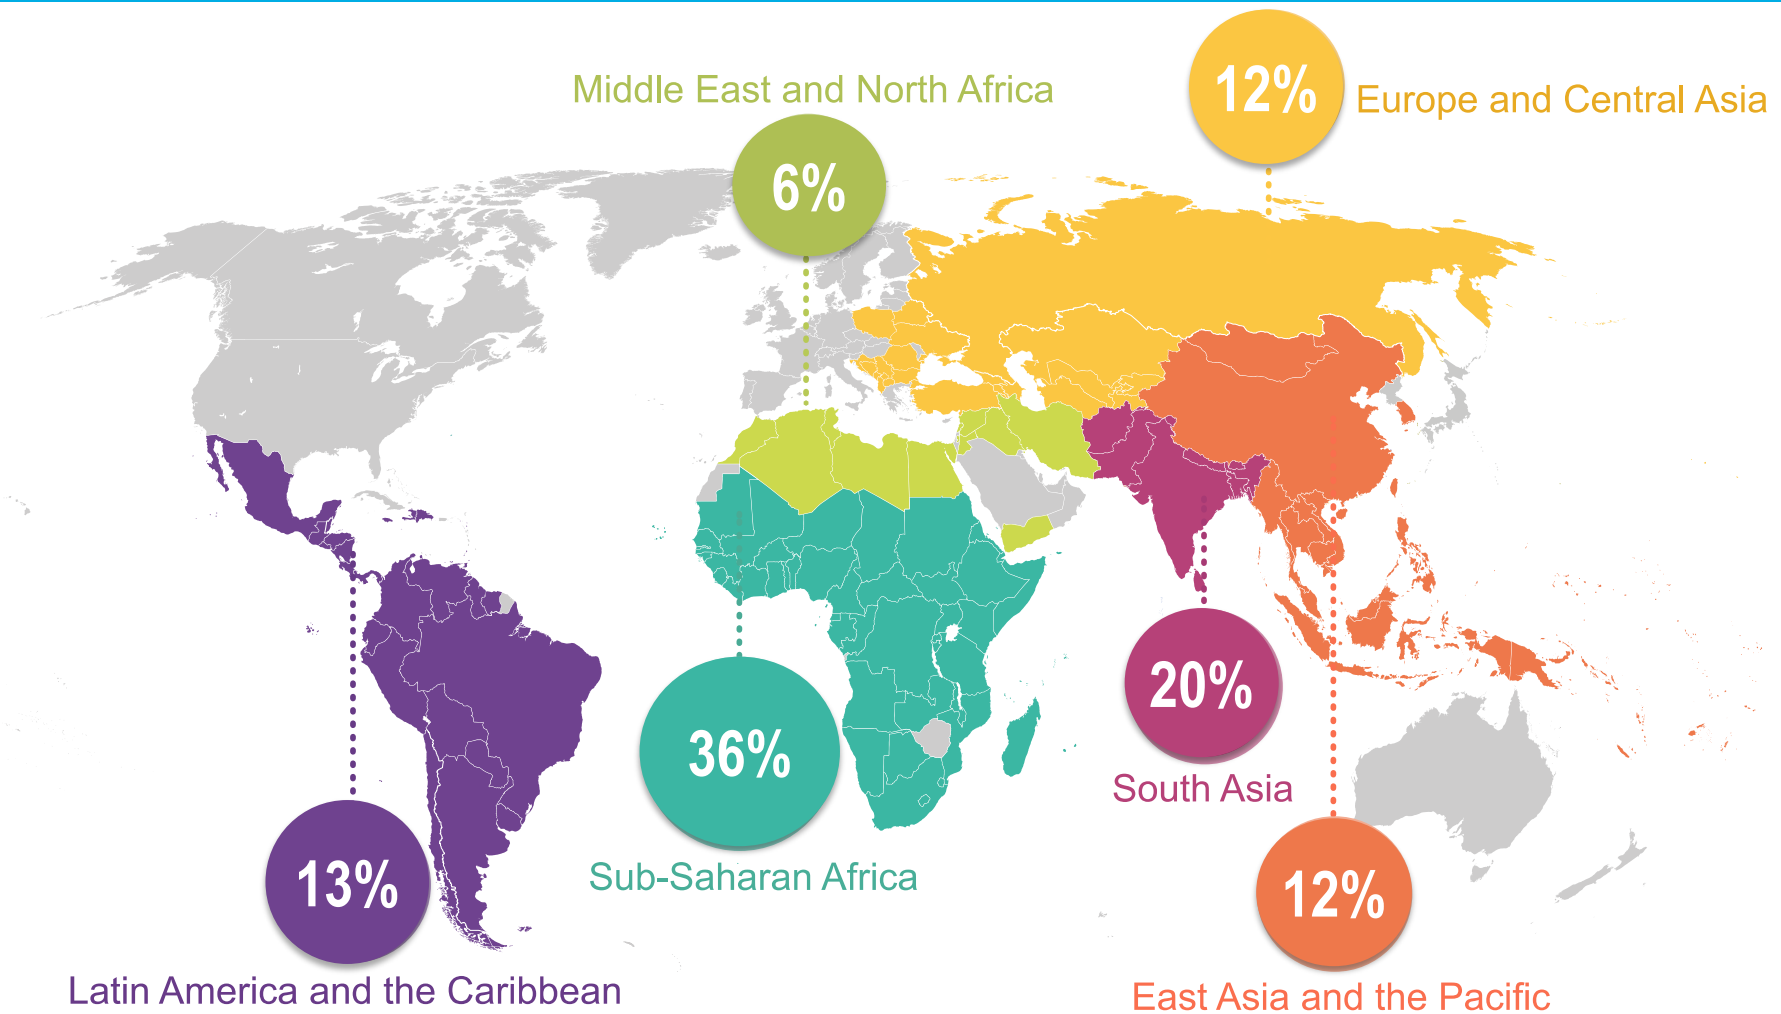 12%
Europe and Central Asia
Middle East and North Africa
6%
20%
South Asia
36%
Sub-Saharan Africa
13%
Latin America and the Caribbean
12%
East Asia and the Pacific